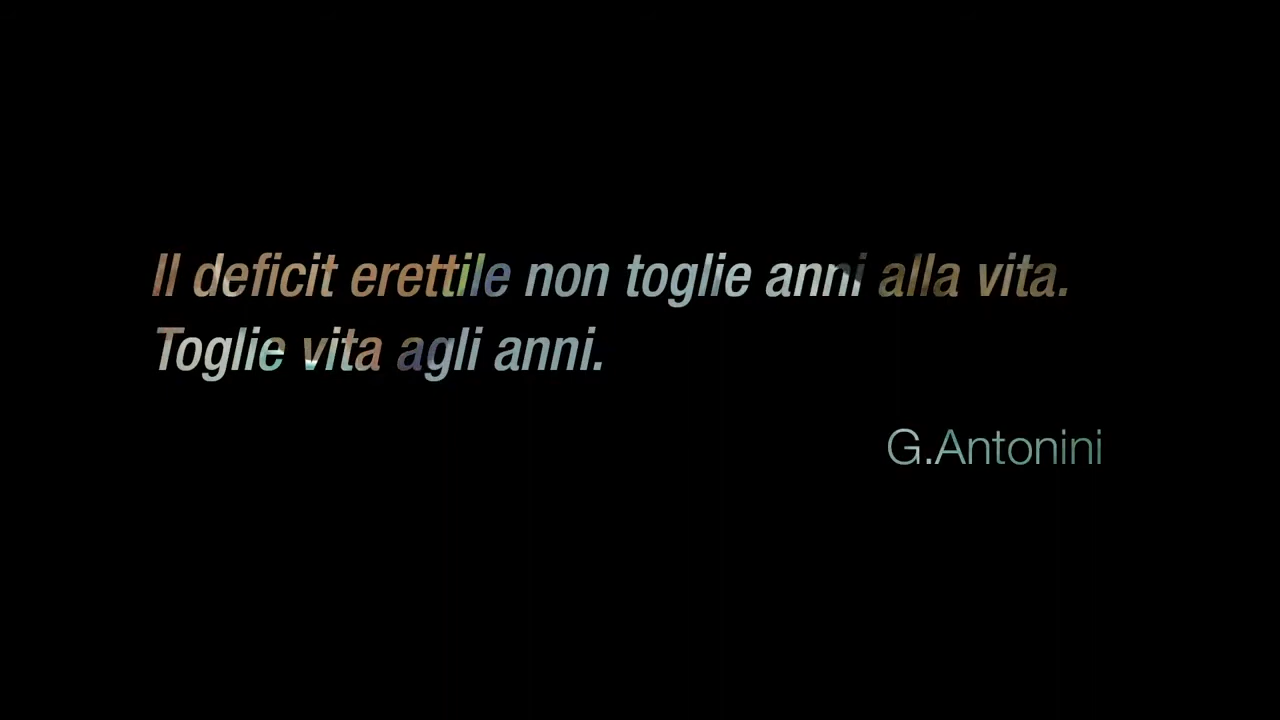 Il deficit erettile non toglie anni alla vita.
Toglie vita agli anni.
G.Antonini